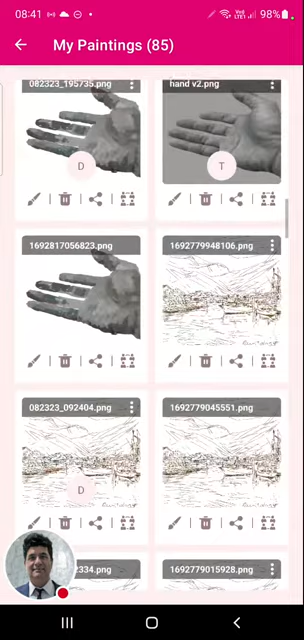 08:41
98%
My Paintings (85)
082323_195735.png
hand v2.png
D
T
1692817056823.png
1692779948106.png
082323_092404.png
1692779045551.png
D
2334.png
1692779015928.png